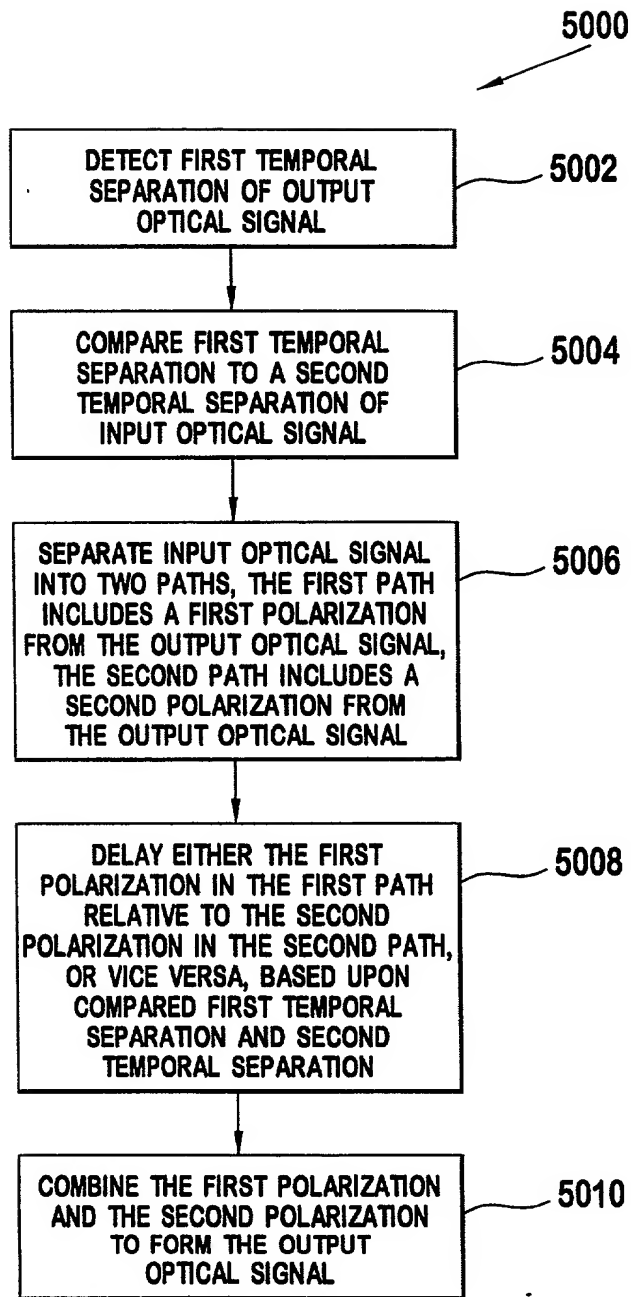 5000
DETECT FIRST TEMPORAL
SEPARATION OF OUTPUT
OPTICAL SIGNAL
5002
COMPARE FIRST TEMPORAL
SEPARATION TO A SECOND
TEMPORAL SEPARATION OF
INPUT OPTICAL SIGNAL
5004
SEPARATE INPUT OPTICAL SIGNAL
INTO TWO PATHS, THE FIRST PATH
INCLUDES A FIRST POLARIZATION
FROM THE OUTPUT OPTICAL SIGNAL,
THE SECOND PATH INCLUDES A
SECOND POLARIZATION FROM
THE OUTPUT OPTICAL SIGNAL
5006
DELAY EITHER THE FIRST
POLARIZATION IN THE FIRST PATH
RELATIVE TO THE SECOND
POLARIZATION IN THE SECOND PATH,
OR VICE VERSA, BASED UPON
COMPARED FIRST TEMPORAL
SEPARATION AND SECOND
TEMPORAL SEPARATION
5008
COMBINE THE FIRST POLARIZATION
AND THE SECOND POLARIZATION
TO FORM THE OUTPUT
OPTICAL SIGNAL
5010